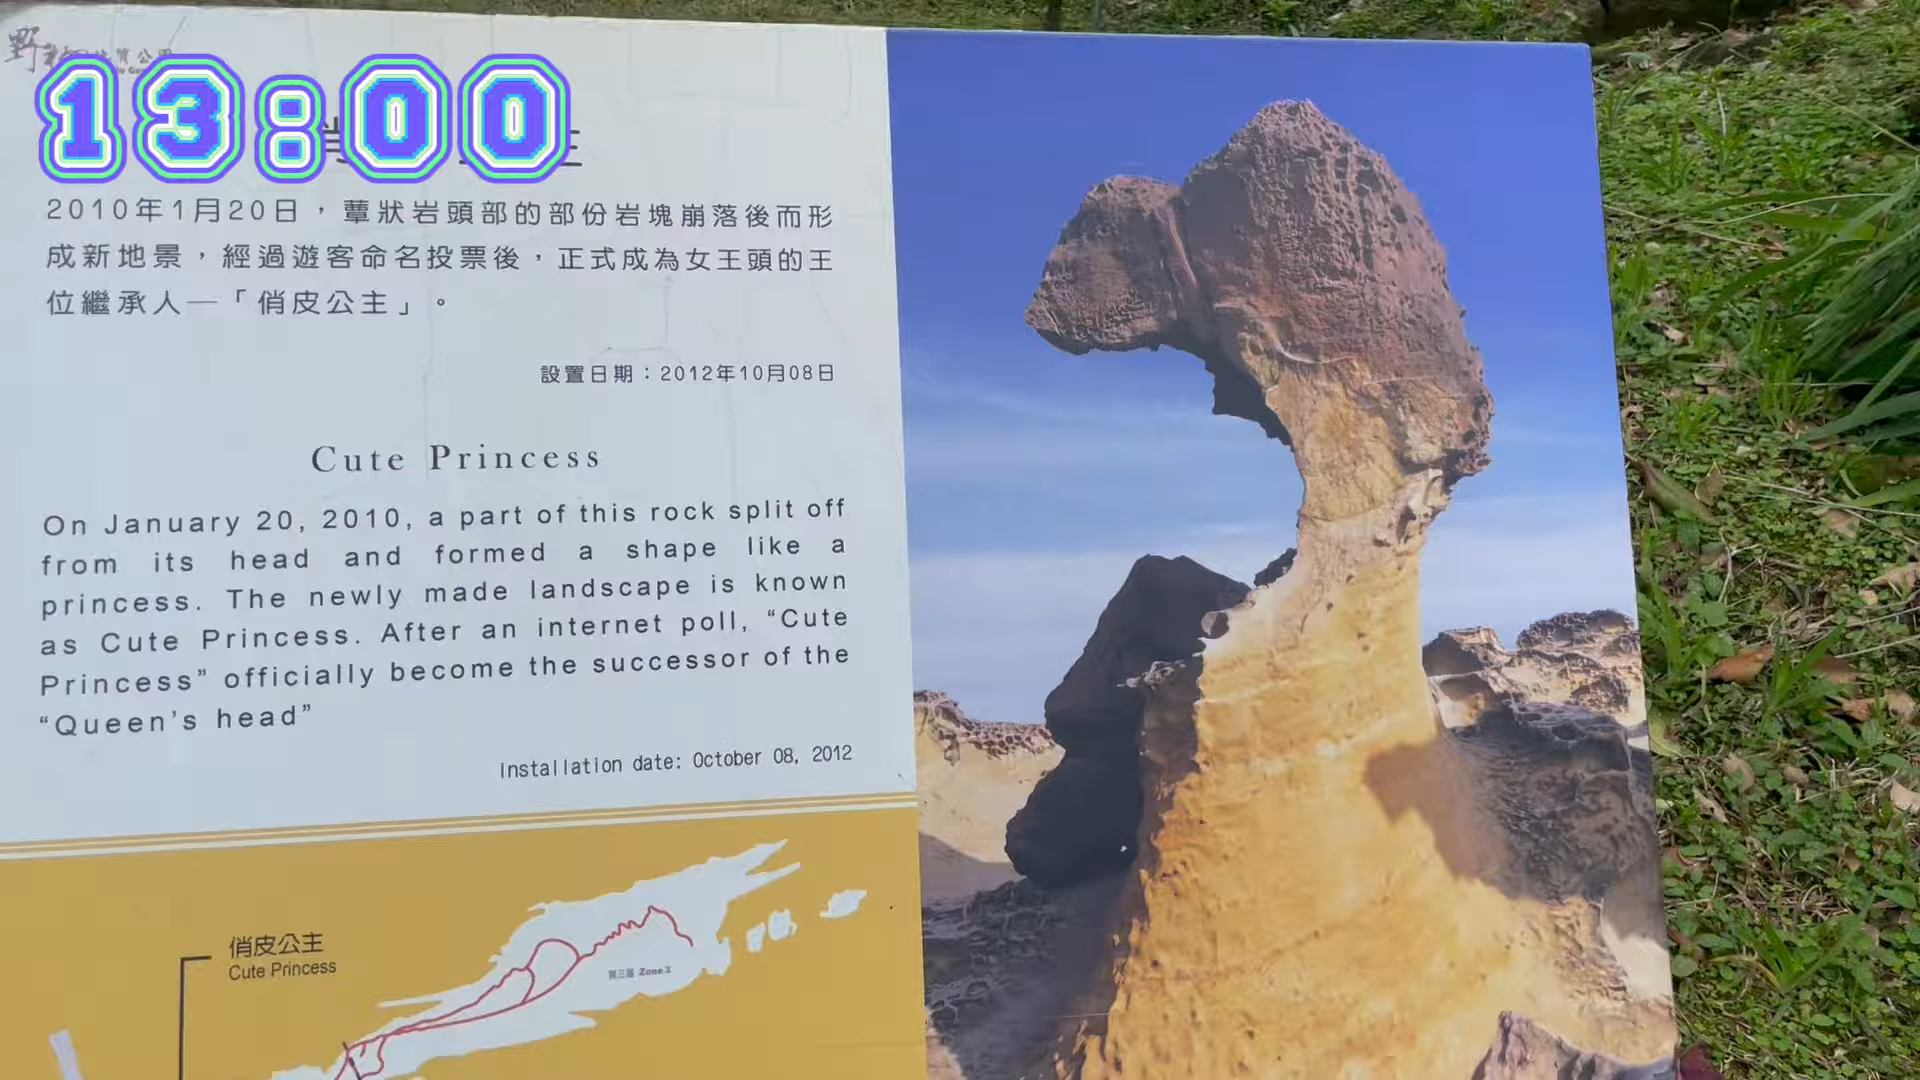 13:00
2010年1月20日，蕈狀岩頭部的部份岩塊崩落後而形
成新地景，經過遊客命名投票後，正式成為女王頭的王
位繼承人─「俏皮公主」。
設置日期：2012年10月08日
Cute Princess
On January 20, 2010, a part of this rock split off
from its head and formed a shape like a
princess. The newly made landscape is known
as Cute Princess. After an internet poll, “Cute
Princess” officially become the successor of the
“Queen’s head”
Installation date: October 08, 2012
俏皮公主
Cute Princess
第三區 Zone 3